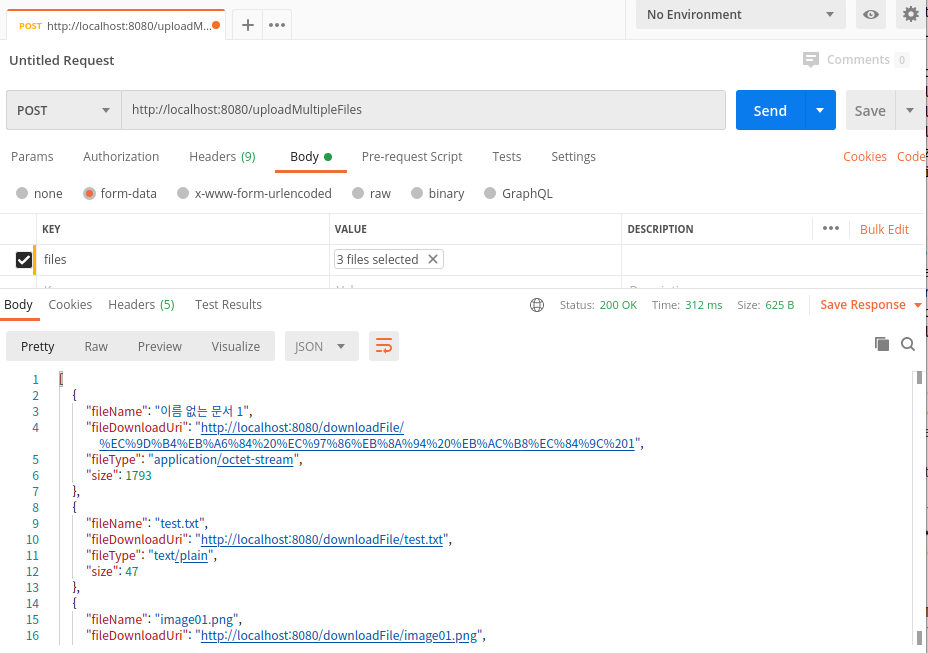 POST http://localhost:8080/uploadM...
No Environment
Untitled Request
Comments 0
POST http://localhost:8080/uploadMultipleFiles Send Save
Params Authorization Headers (9) Body Pre-request Script Tests Settings Cookies Code
none form-data x-www-form-urlencoded raw binary GraphQL
KEY VALUE DESCRIPTION ••• Bulk Edit
files 3 files selected
Body Cookies Headers (5) Test Results Status: 200 OK Time: 312 ms Size: 625 B Save Response
Pretty Raw Preview Visualize JSON
1 [
2 {
3 "fileName": "이름 없는 문서 1",
4 "fileDownloadUri": "http://localhost:8080/downloadFile/
%EC%9D%B4%EB%A6%84%20%EC%97%86%EB%8A%94%20%EB%AC%B8%EC%84%9C%201",
5 "fileType": "application/octet-stream",
6 "size": 1793
7 },
8 {
9 "fileName": "test.txt",
10 "fileDownloadUri": "http://localhost:8080/downloadFile/test.txt",
11 "fileType": "text/plain",
12 "size": 47
13 },
14 {
15 "fileName": "image01.png",
16 "fileDownloadUri": "http://localhost:8080/downloadFile/image01.png",